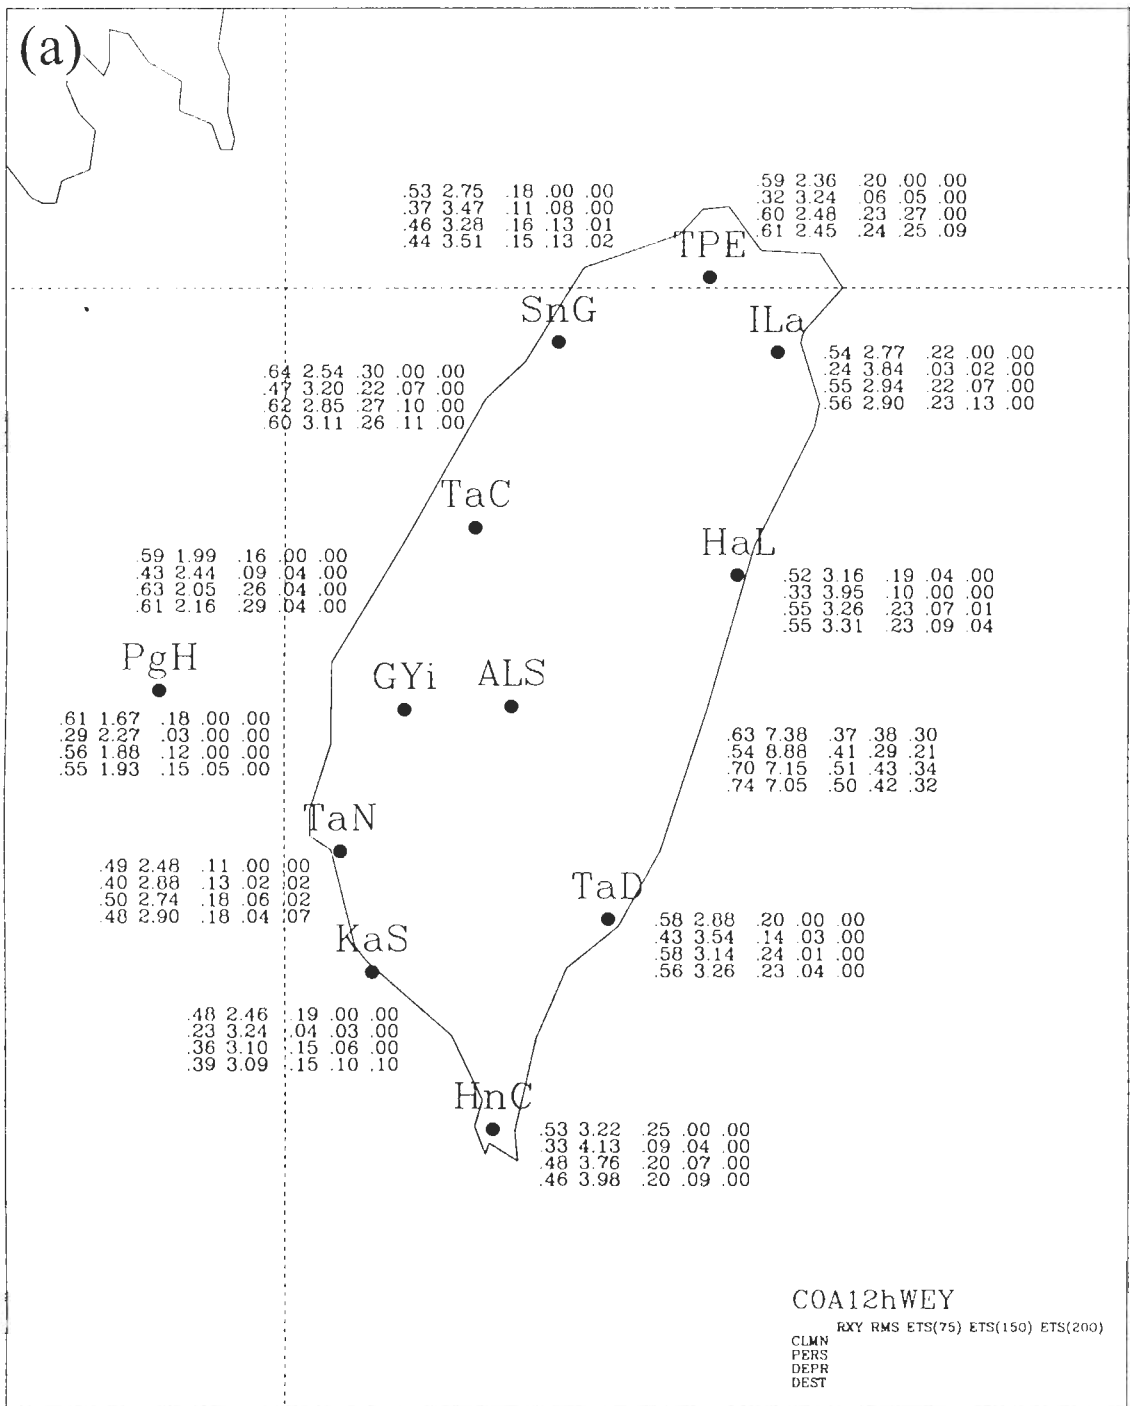 (a)
.53 2.75 .18 .00 .00
.37 3.47 .11 .08 .00
.46 3.28 .16 .13 .01
.44 3.51 .15 .13 .02
.59 2.36 .20 .00 .00
.32 3.24 .06 .05 .00
.60 2.48 .23 .27 .00
.61 2.45 .24 .25 .09
TPE
SnG
ILa
.54 2.77 .22 .00 .00
.24 3.84 .03 .02 .00
.55 2.94 .22 .07 .00
.56 2.90 .23 .13 .00
.64 2.54 .30 .00 .00
.47 3.20 .22 .07 .00
.62 2.85 .27 .10 .00
.60 3.11 .26 .11 .00
TaC
HaL
.59 1.99 .16 .00 .00
.43 2.44 .09 .04 .00
.63 2.05 .26 .04 .00
.61 2.16 .29 .04 .00
.52 3.16 .19 .04 .00
.33 3.95 .10 .00 .00
.55 3.26 .23 .07 .01
.55 3.31 .23 .09 .04
PgH
GYi
ALS
.61 1.67 .18 .00 .00
.29 2.27 .03 .00 .00
.56 1.88 .12 .00 .00
.55 1.93 .15 .05 .00
.63 7.38 .37 .38 .30
.54 8.88 .41 .29 .21
.70 7.15 .51 .43 .34
.74 7.05 .50 .42 .32
TaN
.49 2.48 .11 .00 .00
.40 2.88 .13 .02 .02
.50 2.74 .18 .06 .02
.48 2.90 .18 .04 .07
TaD
.58 2.88 .20 .00 .00
.43 3.54 .14 .03 .00
.58 3.14 .24 .01 .00
.56 3.26 .23 .04 .00
KaS
.48 2.46 .19 .00 .00
.23 3.24 .04 .03 .00
.36 3.10 .15 .06 .00
.39 3.09 .15 .10 .10
HnC
.53 3.22 .25 .00 .00
.33 4.13 .09 .04 .00
.48 3.76 .20 .07 .00
.46 3.98 .20 .09 .00
COA12hWEY
RXY RMS ETS(75) ETS(150) ETS(200)
CLMN
PERS
DEPR
DEST